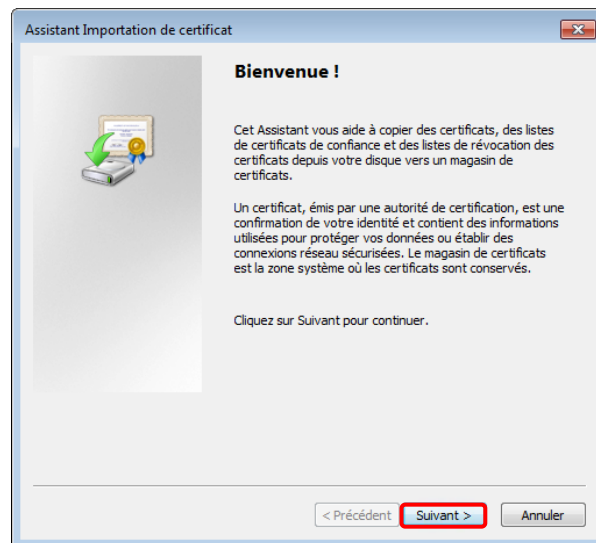 Assistant Importation de certificat
Bienvenue !
Cet Assistant vous aide à copier des certificats, des listes
de certificats de confiance et des listes de révocation des
certificats depuis votre disque vers un magasin de
certificats.
Un certificat, émis par une autorité de certification, est une
confirmation de votre identité et contient des informations
utilisées pour protéger vos données ou établir des
connexions réseau sécurisées. Le magasin de certificats
est la zone système où les certificats sont conservés.
Cliquez sur Suivant pour continuer.
< Précédent Suivant > Annuler